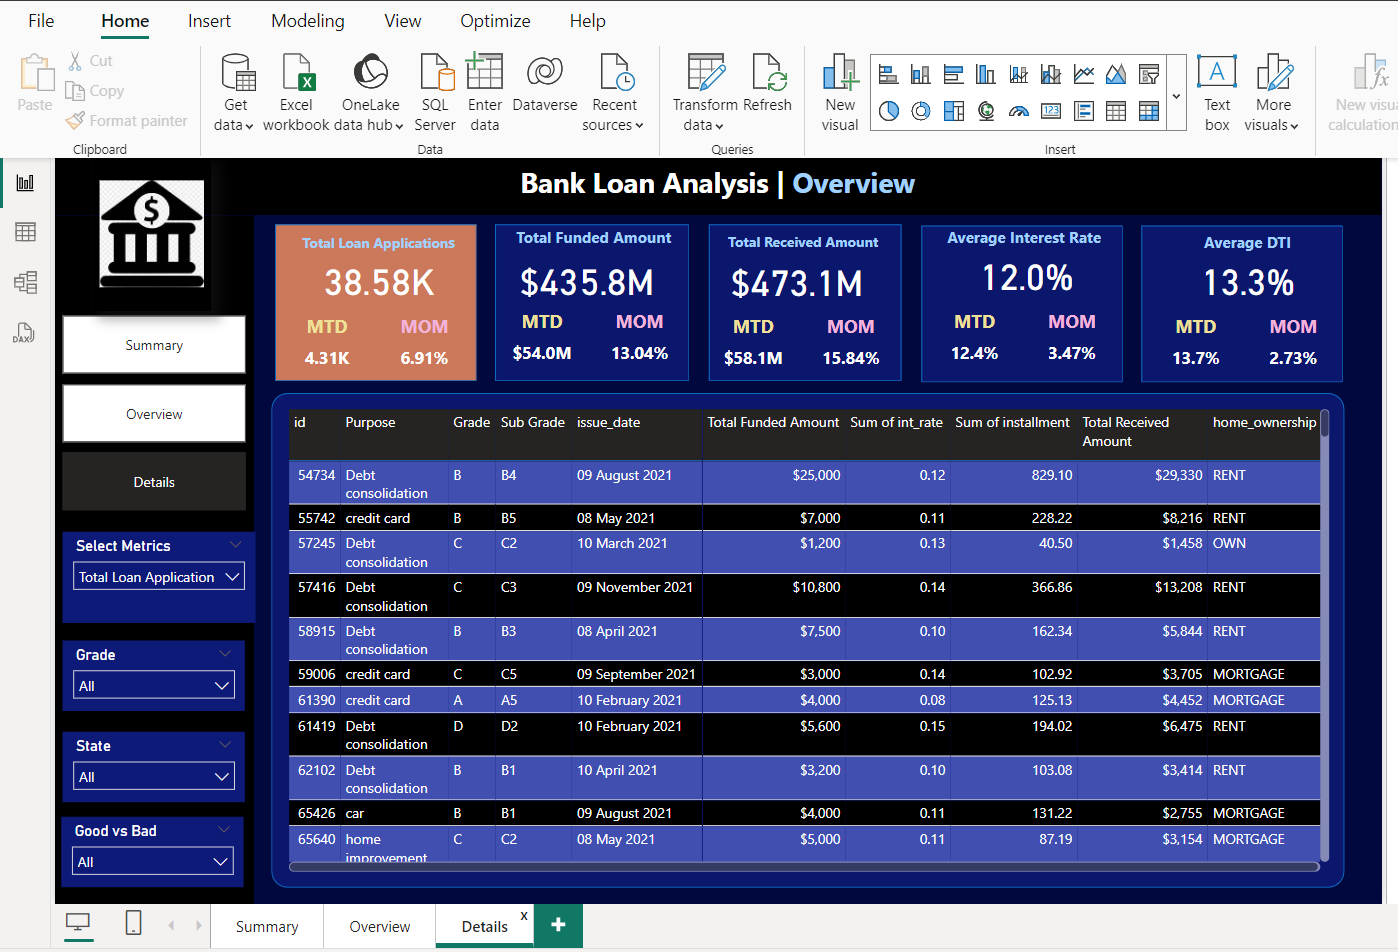 File Home Insert Modeling View Optimize Help
Paste
Cut
Copy
Format painter
Clipboard
Get data
Excel workbook
OneLake data hub
SQL Server
Enter data
Dataverse
Recent sources
Data
Transform data
Refresh
Queries
New visual
123
A
Text box
More visuals
Insert
fx
DAX
Bank Loan Analysis | Overview
$
Summary
Overview
Details
Select Metrics
Total Loan Application
Grade
All
State
All
Good vs Bad
All
Total Loan Applications
38.58K
MTD MOM
4.31K 6.91%
Total Funded Amount
$435.8M
MTD MOM
$54.0M 13.04%
Total Received Amount
$473.1M
MTD MOM
$58.1M 15.84%
Average Interest Rate
12.0%
MTD MOM
12.4% 3.47%
Average DTI
13.3%
MTD MOM
13.7% 2.73%
id Purpose Grade Sub Grade issue_date Total Funded Amount Sum of int_rate Sum of installment Total Received Amount home_ownership
54734 Debt consolidation B B4 09 August 2021 $25,000 0.12 829.10 $29,330 RENT
55742 credit card B B5 08 May 2021 $7,000 0.11 228.22 $8,216 RENT
57245 Debt consolidation C C2 10 March 2021 $1,200 0.13 40.50 $1,458 OWN
57416 Debt consolidation C C3 09 November 2021 $10,800 0.14 366.86 $13,208 RENT
58915 Debt consolidation B B3 08 April 2021 $7,500 0.10 162.34 $5,844 RENT
59006 credit card C C5 09 September 2021 $3,000 0.14 102.92 $3,705 MORTGAGE
61390 credit card A A5 10 February 2021 $4,000 0.08 125.13 $4,452 MORTGAGE
61419 Debt consolidation D D2 10 February 2021 $5,600 0.15 194.02 $6,475 RENT
62102 Debt consolidation B B1 10 April 2021 $3,200 0.10 103.08 $3,414 RENT
65426 car B B1 09 August 2021 $4,000 0.11 131.22 $2,755 MORTGAGE
65640 home improvement C C2 08 May 2021 $5,000 0.11 87.19 $3,154 MORTGAGE
Summary Overview Details x +